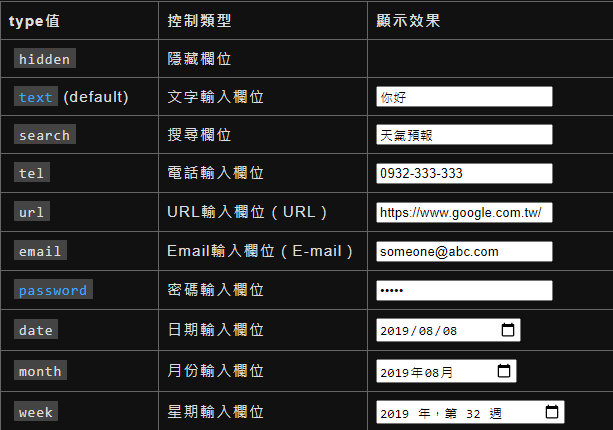 type值 控制類型 顯示效果
hidden 隱藏欄位
text (default) 文字輸入欄位 你好
search 搜尋欄位 天氣預報
tel 電話輸入欄位 0932-333-333
url URL輸入欄位 ( URL ) https://www.google.com.tw/
email Email輸入欄位 ( E-mail ) someone@abc.com
password 密碼輸入欄位 •••••
date 日期輸入欄位 2019/08/08
month 月份輸入欄位 2019年08月
week 星期輸入欄位 2019 年，第 32 週